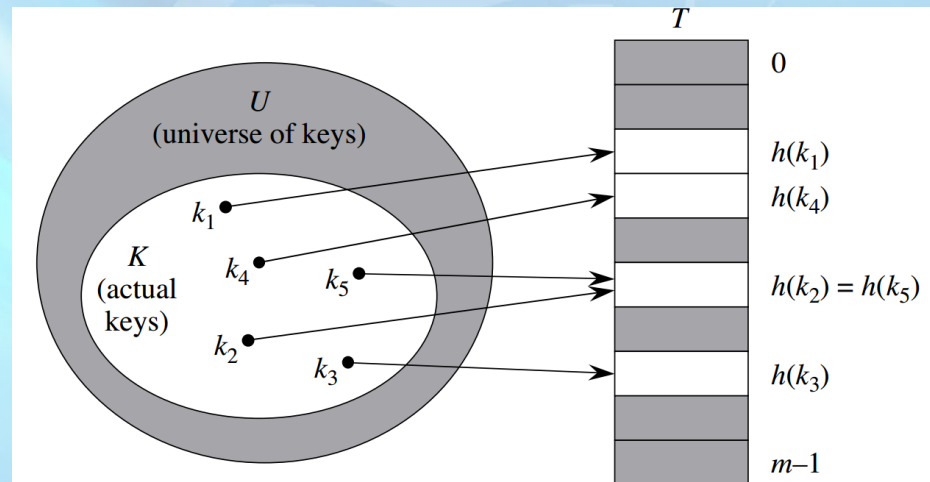 T
U
(universe of keys)
K
(actual
keys)
k₁
k₄
k₅
k₂
k₃
0
h(k₁)
h(k₄)
h(k₂) = h(k₅)
h(k₃)
m–1